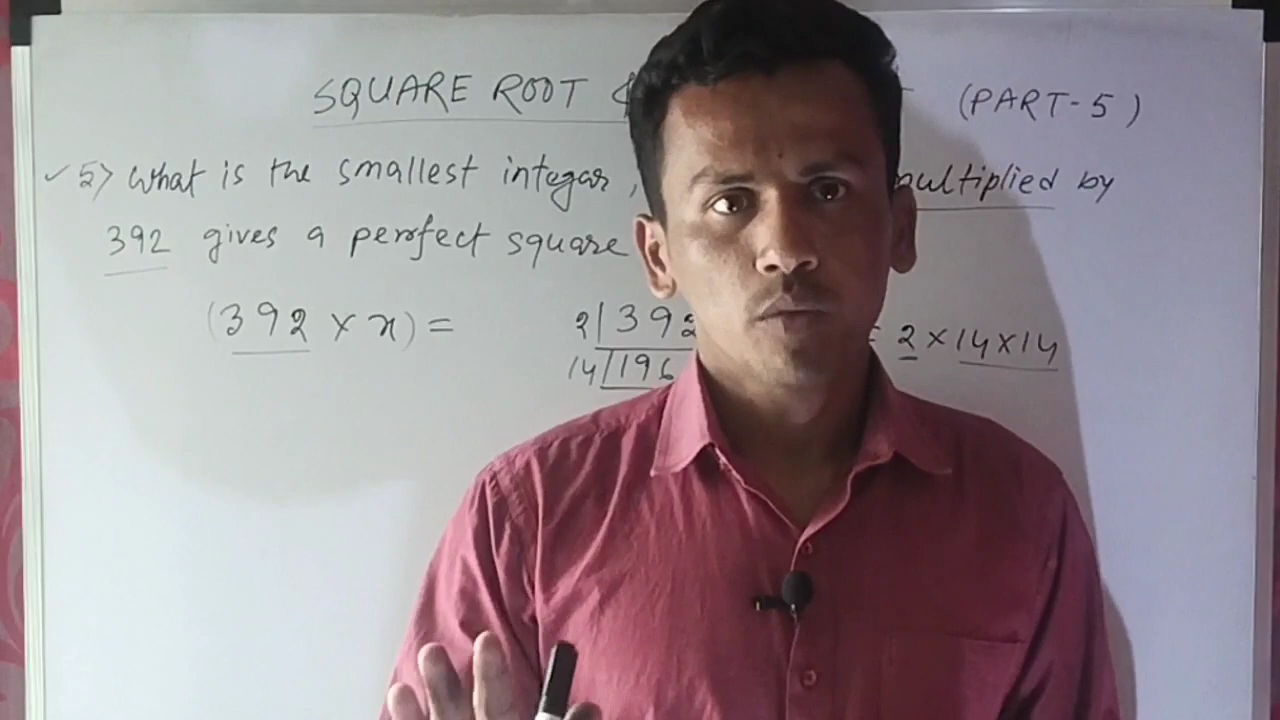 SQUARE ROOT (PART-5)
5> What is the smallest integar, multiplied by
392 gives a perfect square
(392 × x) = 2 392 = 2 × 14 × 14
14 196